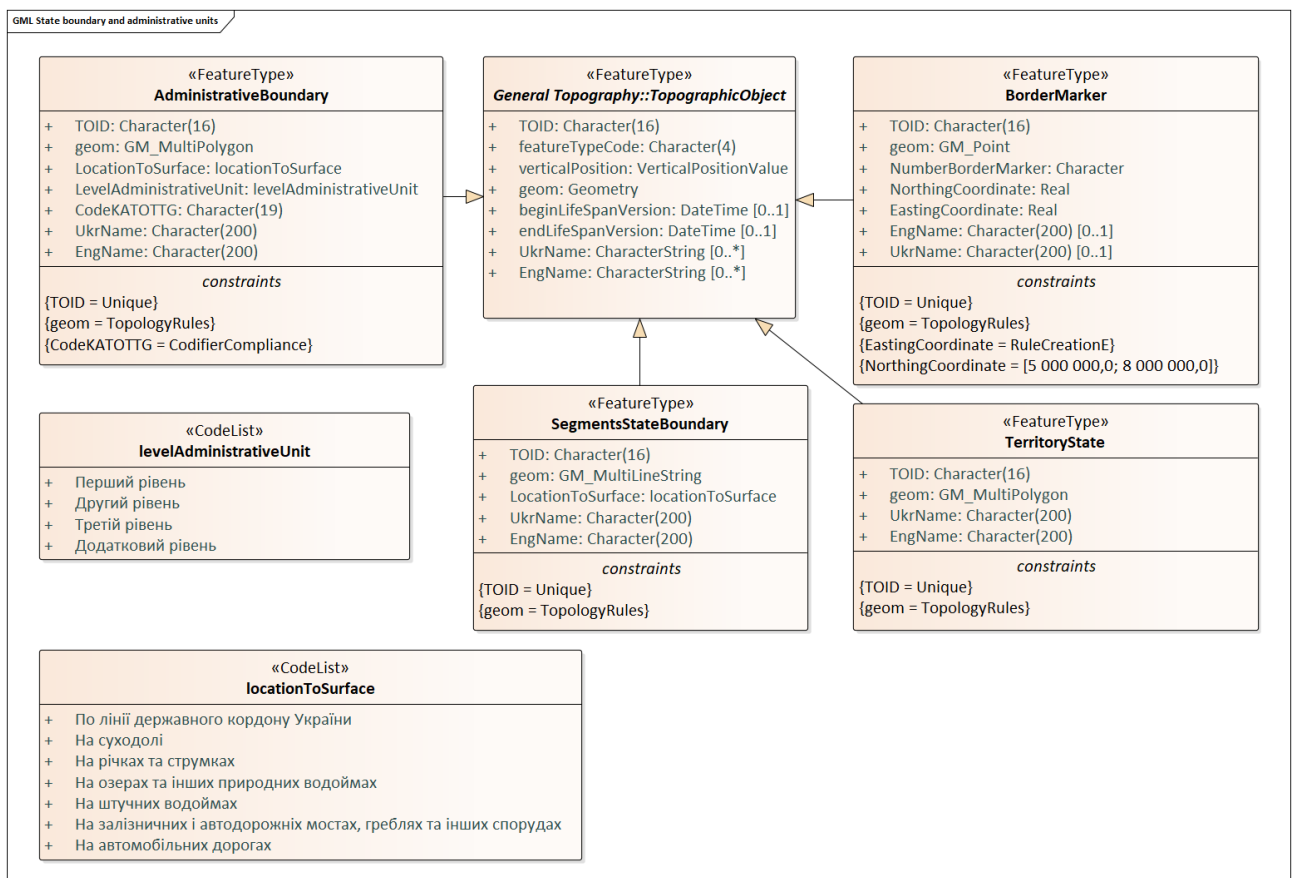 GML State boundary and administrative units
«FeatureType»
AdministrativeBoundary
+ TOID: Character(16)
+ geom: GM_MultiPolygon
+ LocationToSurface: locationToSurface
+ LevelAdministrativeUnit: levelAdministrativeUnit
+ CodeKATOTTG: Character(19)
+ UkrName: Character(200)
+ EngName: Character(200)
constraints
{TOID = Unique}
{geom = TopologyRules}
{CodeKATOTTG = CodifierCompliance}
«FeatureType»
General Topography::TopographicObject
+ TOID: Character(16)
+ featureTypeCode: Character(4)
+ verticalPosition: VerticalPositionValue
+ geom: Geometry
+ beginLifeSpanVersion: DateTime [0..1]
+ endLifeSpanVersion: DateTime [0..1]
+ UkrName: CharacterString [0..*]
+ EngName: CharacterString [0..*]
«FeatureType»
BorderMarker
+ TOID: Character(16)
+ geom: GM_Point
+ NumberBorderMarker: Character
+ NorthingCoordinate: Real
+ EastingCoordinate: Real
+ EngName: Character(200) [0..1]
+ UkrName: Character(200) [0..1]
constraints
{TOID = Unique}
{geom = TopologyRules}
{EastingCoordinate = RuleCreationE}
{NorthingCoordinate = [5 000 000,0; 8 000 000,0]}
«CodeList»
levelAdministrativeUnit
+ Перший рівень
+ Другий рівень
+ Третій рівень
+ Додатковий рівень
«FeatureType»
SegmentsStateBoundary
+ TOID: Character(16)
+ geom: GM_MultiLineString
+ LocationToSurface: locationToSurface
+ UkrName: Character(200)
+ EngName: Character(200)
constraints
{TOID = Unique}
{geom = TopologyRules}
«FeatureType»
TerritoryState
+ TOID: Character(16)
+ geom: GM_MultiPolygon
+ UkrName: Character(200)
+ EngName: Character(200)
constraints
{TOID = Unique}
{geom = TopologyRules}
«CodeList»
locationToSurface
+ По лінії державного кордону України
+ На суходолі
+ На річках та струмках
+ На озерах та інших природних водоймах
+ На штучних водоймах
+ На залізничних і автодорожніх мостах, греблях та інших спорудах
+ На автомобільних дорогах